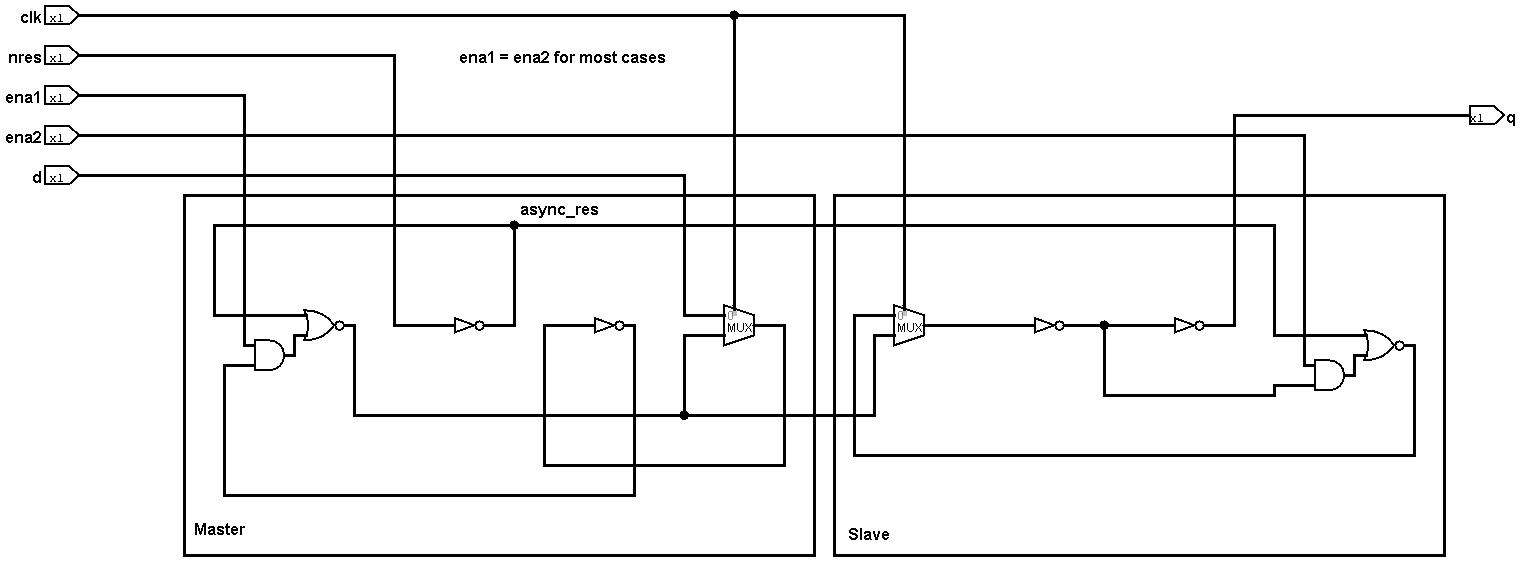 clk x1
nres x1
ena1 = ena2 for most cases
ena1 x1
x1 q
ena2 x1
d x1
async_res
0
MUX
0
MUX
Master
Slave